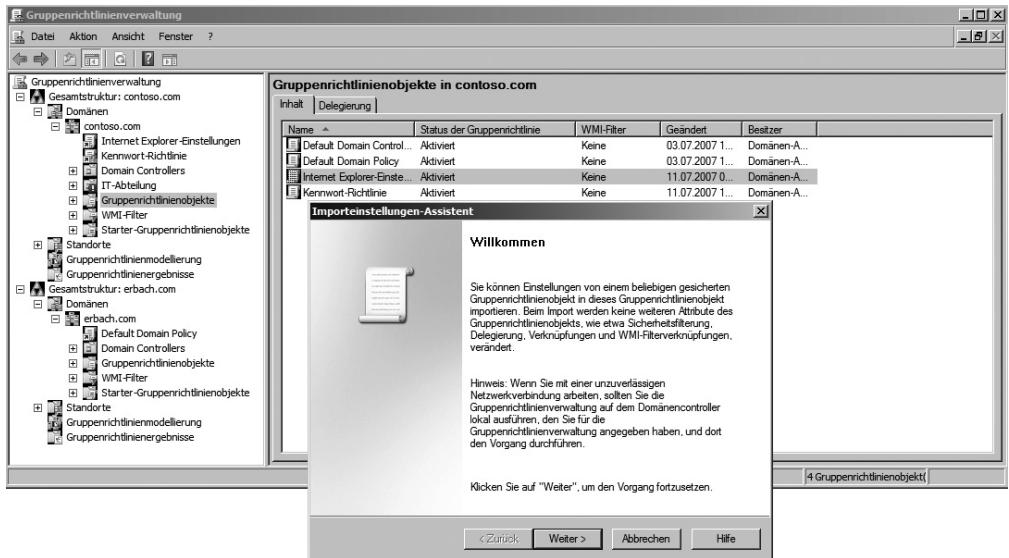 Gruppenrichtlinienverwaltung
Datei Aktion Ansicht Fenster ?
Gruppenrichtlinienverwaltung
Gesamtstruktur: contoso.com
Domänen
contoso.com
Internet Explorer-Einstellungen
Kennwort-Richtlinie
Domain Controllers
IT-Abteilung
Gruppenrichtlinienobjekte
WMI-Filter
Starter-Gruppenrichtlinienobjekte
Standorte
Gruppenrichtlinienmodellierung
Gruppenrichtlinienergebnisse
Gesamtstruktur: erbach.com
Domänen
erbach.com
Default Domain Policy
Domain Controllers
Gruppenrichtlinienobjekte
WMI-Filter
Starter-Gruppenrichtlinienobjekte
Standorte
Gruppenrichtlinienmodellierung
Gruppenrichtlinienergebnisse
Gruppenrichtlinienobjekte in contoso.com
Inhalt Delegierung
Name Status der Gruppenrichtlinie WMI-Filter Geändert Besitzer
Default Domain Control... Aktiviert Keine 03.07.2007 1... Domänen-A...
Default Domain Policy Aktiviert Keine 03.07.2007 1... Domänen-A...
Internet Explorer-Einste... Aktiviert Keine 11.07.2007 0... Domänen-A...
Kennwort-Richtlinie Aktiviert Keine 11.07.2007 1... Domänen-A...
Importeinstellungen-Assistent
Willkommen
Sie können Einstellungen von einem beliebigen gesicherten
Gruppenrichtlinienobjekt in dieses Gruppenrichtlinienobjekt
importieren. Beim Import werden keine weiteren Attribute des
Gruppenrichtlinienobjekts, wie etwa Sicherheitsfilterung,
Delegierung, Verknüpfungen und WMI-Filterverknüpfungen,
verändert.
Hinweis: Wenn Sie mit einer unzuverlässigen
Netzwerkverbindung arbeiten, sollten Sie die
Gruppenrichtlinienverwaltung auf dem Domänencontroller
lokal ausführen, den Sie für die
Gruppenrichtlinienverwaltung angegeben haben, und dort
den Vorgang durchführen.
Klicken Sie auf "Weiter", um den Vorgang fortzusetzen.
< Zurück Weiter > Abbrechen Hilfe
4 Gruppenrichtlinienobjekt(